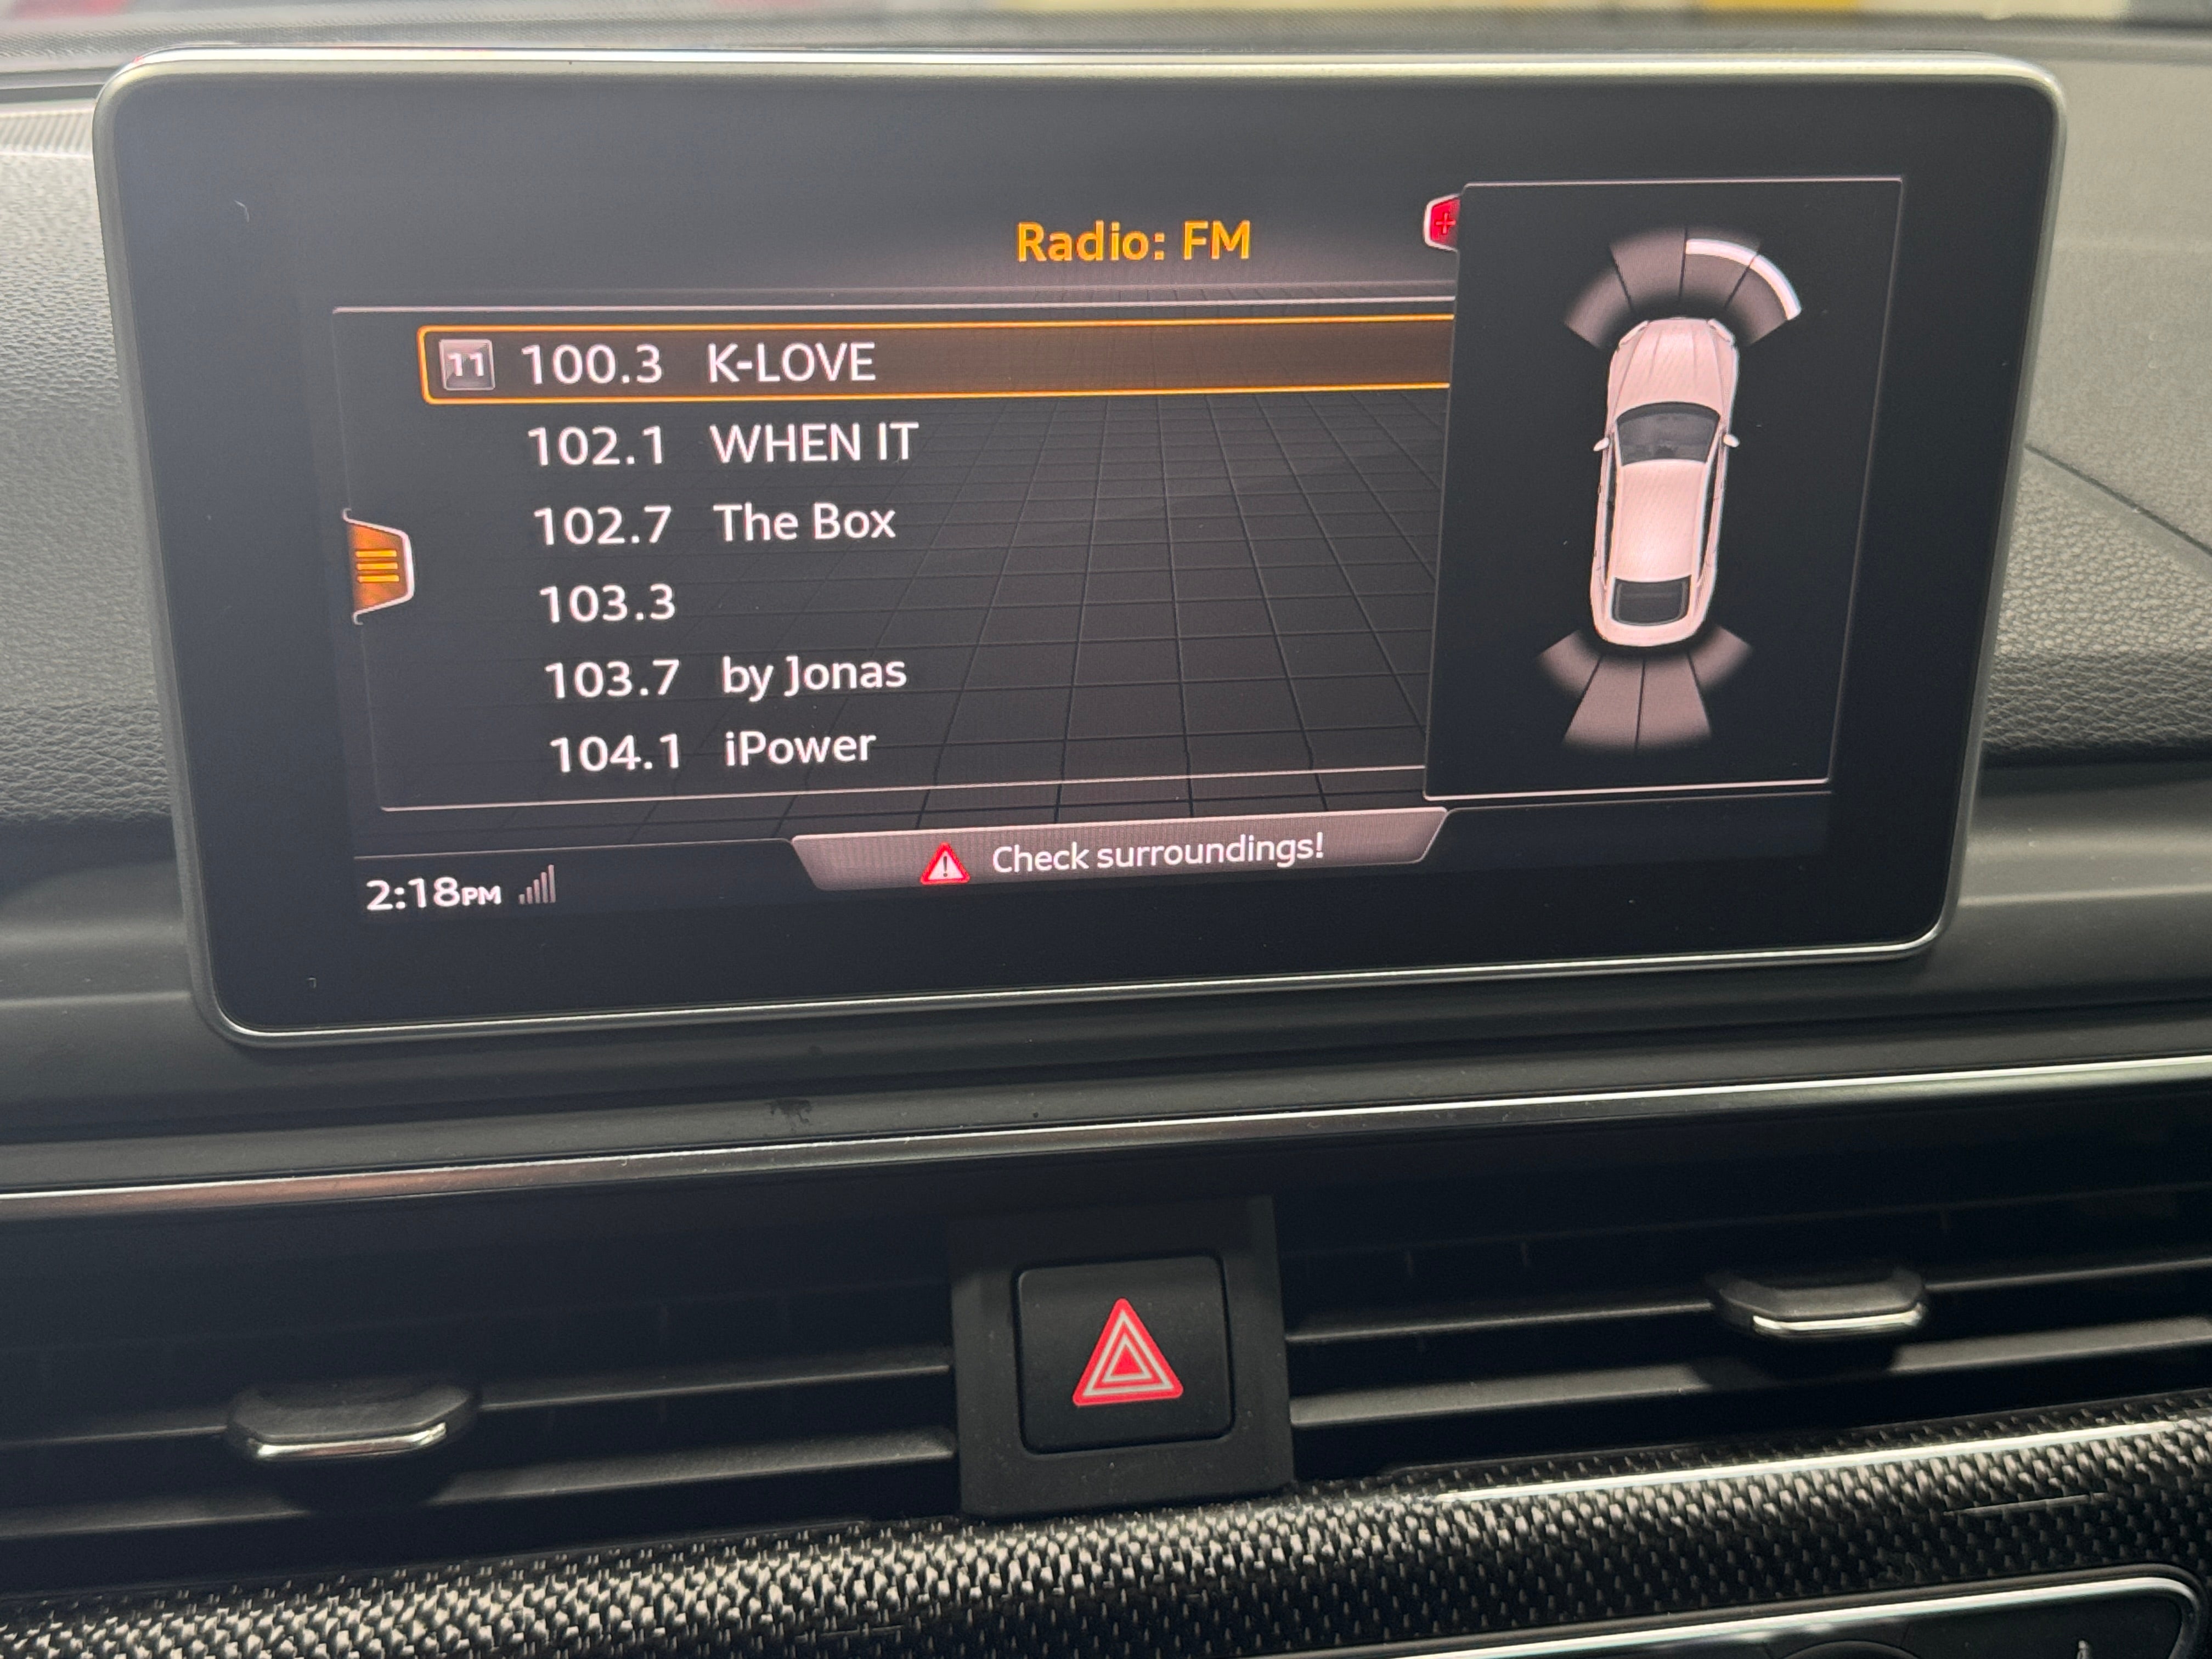 Radio: FM
11 100.3 K-LOVE
102.1 WHEN IT
102.7 The Box
103.3
103.7 by Jonas
104.1 iPower
Check surroundings!
2:18PM